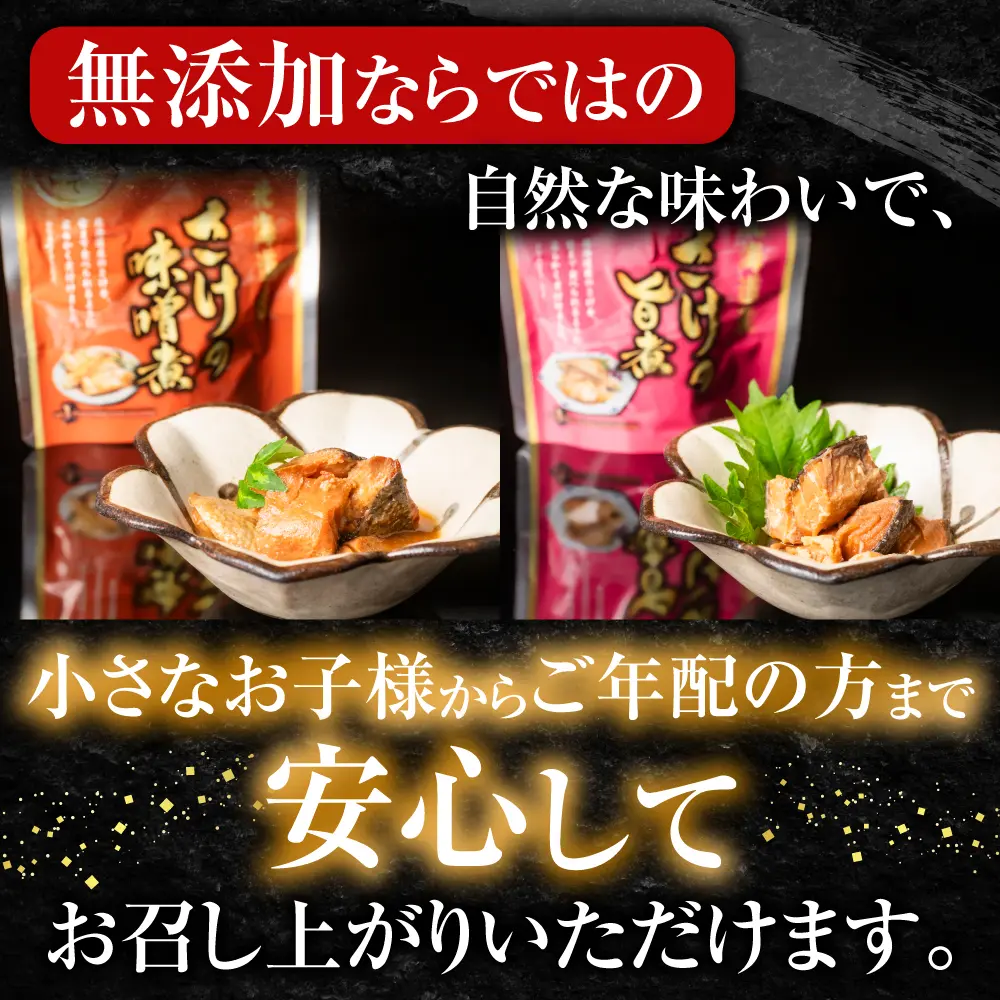 無添加ならではの
自然な味わいで、
さけの
味噌煮
さけの
旨煮
小さなお子様からご年配の方まで
安心して
お召し上がりいただけます。